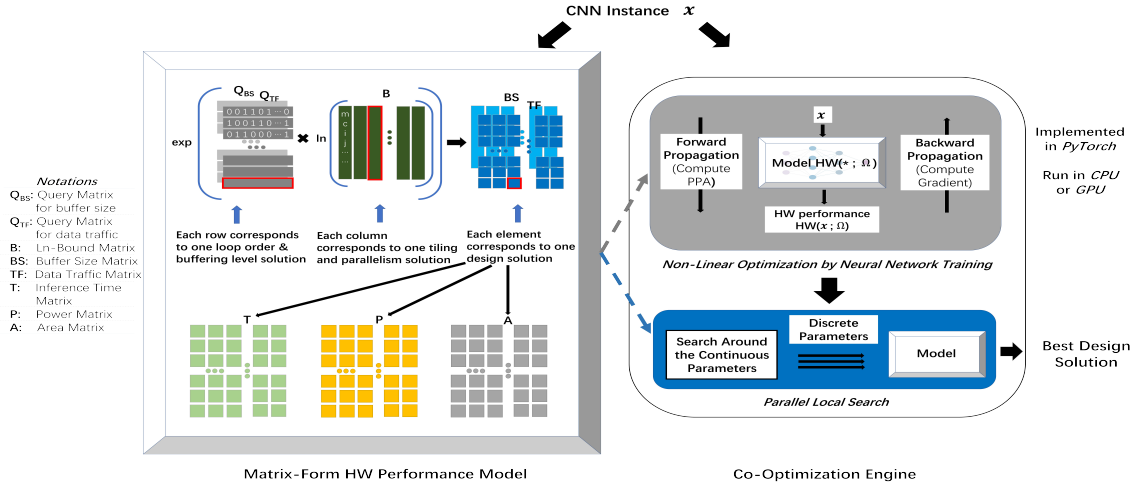 CNN Instance x
Q_BS Q_TF
001101···0
100110···1
011000···1
exp
ln
B
m
c
i
j
BS
TF
Each row corresponds
to one loop order &
buffering level solution
Each column
corresponds to one tiling
and parallelism solution
Each element
corresponds to one
design solution
Notations
Q_BS: Query Matrix
for buffer size
Q_TF: Query Matrix
for data traffic
B: Ln-Bound Matrix
BS: Buffer Size Matrix
TF: Data Traffic Matrix
T: Inference Time
Matrix
P: Power Matrix
A: Area Matrix
T
P
A
Matrix-Form HW Performance Model
x
Forward
Propagation
(Compute
PPA)
Model HW(*; Ω)
HW performance
HW(x; Ω)
Backward
Propagation
(Compute
Gradient)
Non-Linear Optimization by Neural Network Training
Implemented
in PyTorch
Run in CPU
or GPU
Search Around
the Continuous
Parameters
Discrete
Parameters
Model
Parallel Local Search
Best Design
Solution
Co-Optimization Engine